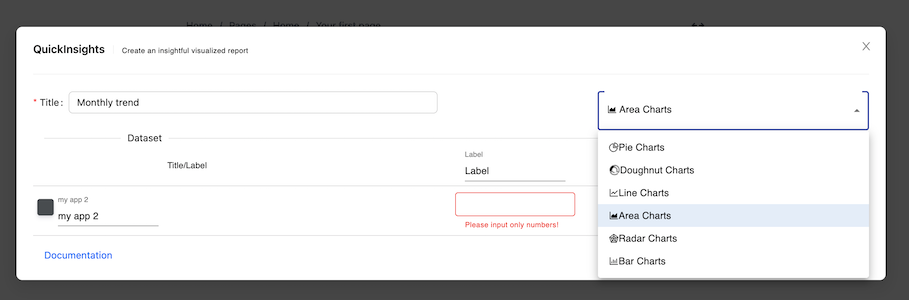 Home / Pages / Home / Your first page
QuickInsights Create an insightful visualized report
* Title : Monthly trend
Area Charts
Dataset
Title/Label
Label
Label
my app 2
my app 2
Please input only numbers!
Documentation
Pie Charts
Doughnut Charts
Line Charts
Area Charts
Radar Charts
Bar Charts